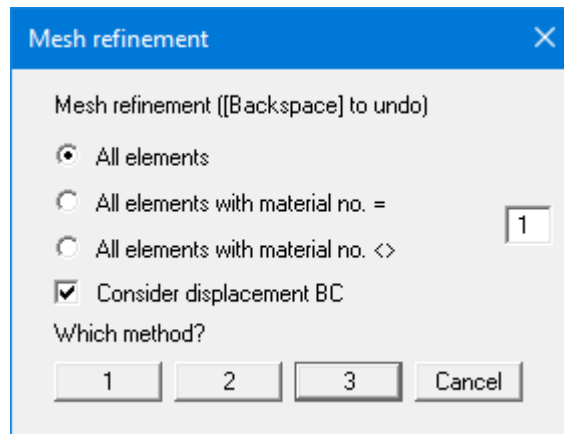 Mesh refinement
Mesh refinement ([Backspace] to undo)
All elements
All elements with material no. =
1
All elements with material no. <>
Consider displacement BC
Which method?
1 2 3 Cancel